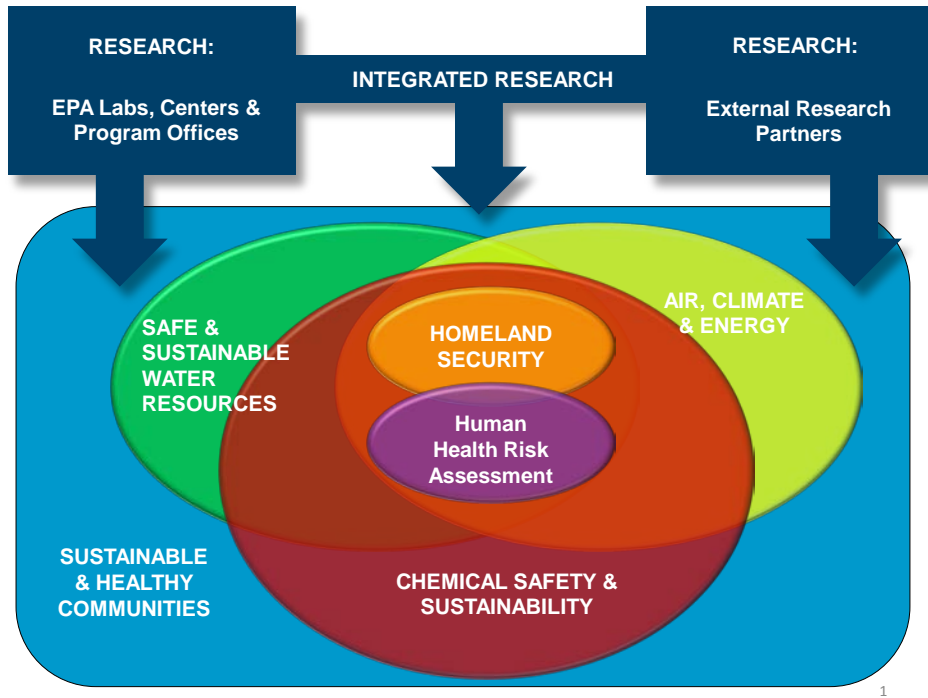 RESEARCH:
EPA Labs, Centers &
Program Offices
INTEGRATED RESEARCH
RESEARCH:
External Research
Partners
SAFE &
SUSTAINABLE
WATER
RESOURCES
HOMELAND
SECURITY
AIR, CLIMATE
& ENERGY
Human
Health Risk
Assessment
SUSTAINABLE
& HEALTHY
COMMUNITIES
CHEMICAL SAFETY &
SUSTAINABILITY
1